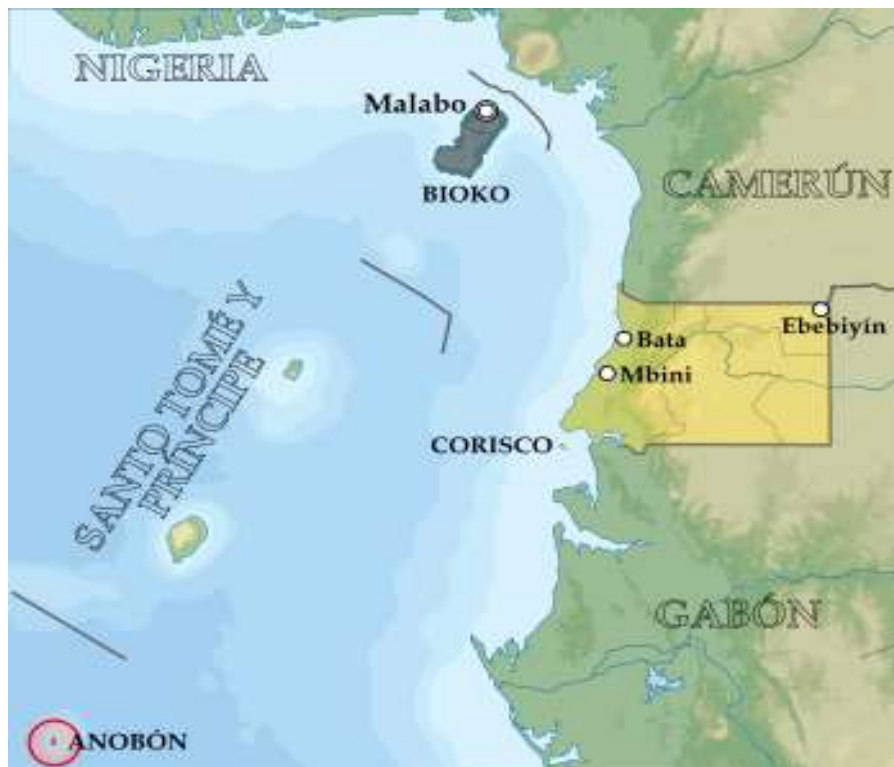 NIGERIA
Malabo
BIOKO
CAMERÚN
Ebebiyín
Bata
Mbini
SANTO TOMÉ Y
PRÍNCIPE
CORISCO
GABÓN
ANOBÓN